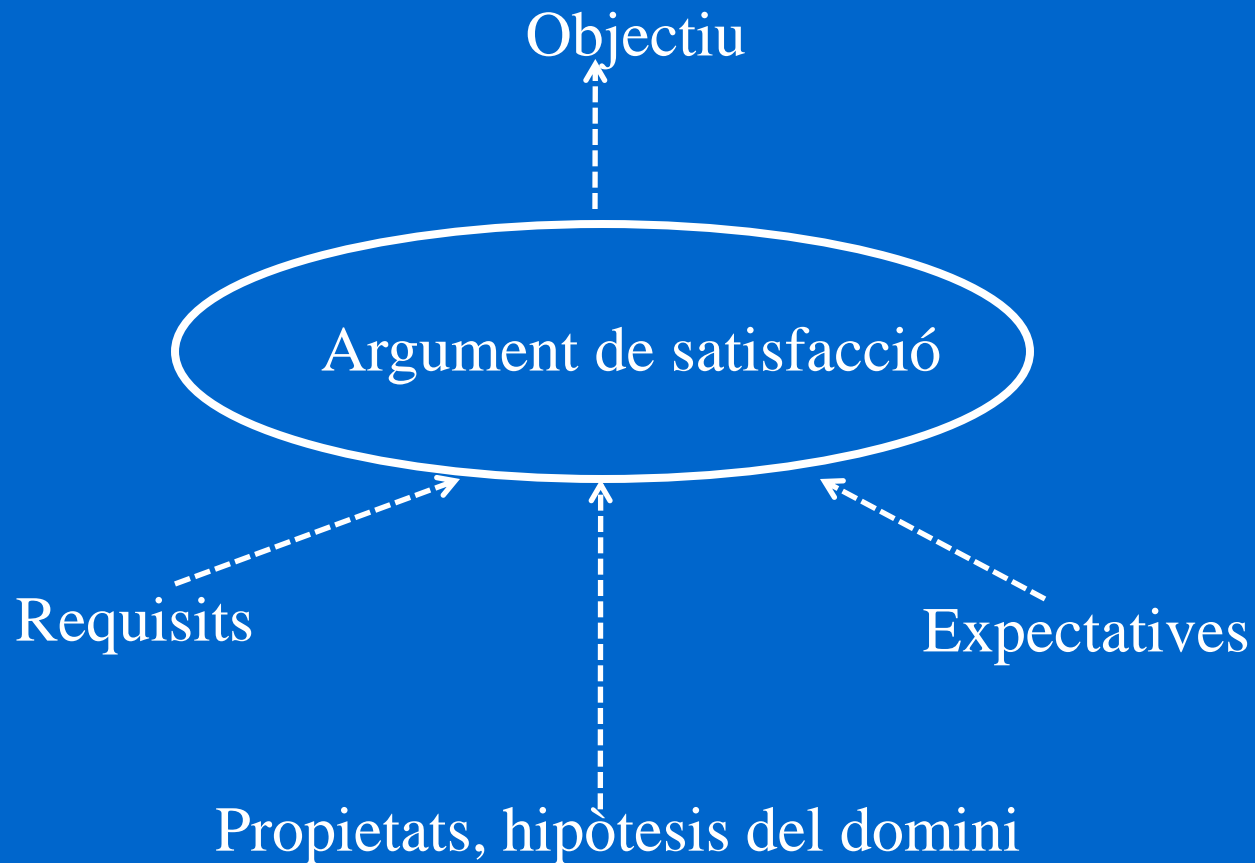 Objectiu
Argument de satisfacció
Requisits
Expectatives
Propietats, hipòtesis del domini